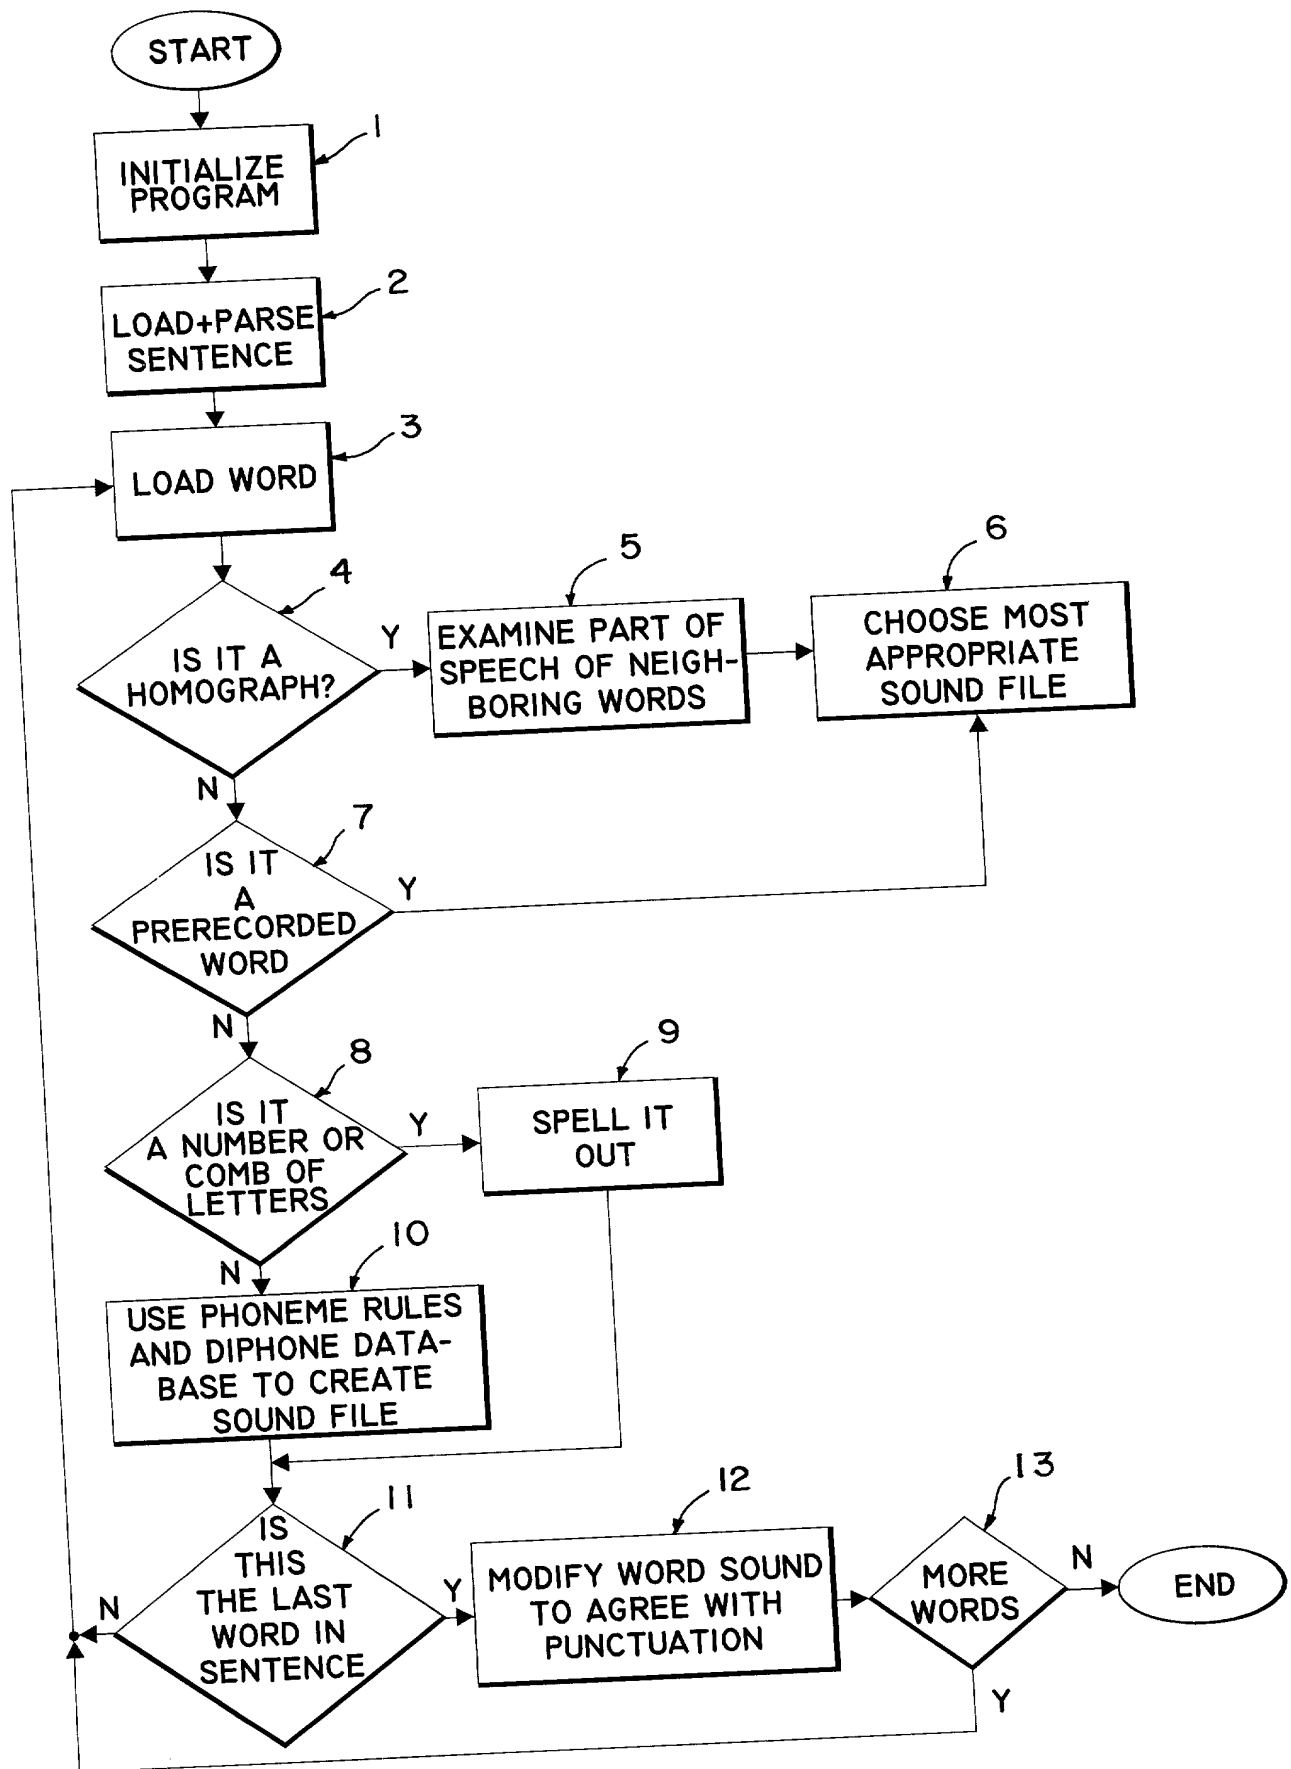 START
1
INITIALIZE
PROGRAM
2
LOAD+PARSE
SENTENCE
3
LOAD WORD
4
IS IT A
HOMOGRAPH?
Y
N
5
EXAMINE PART OF
SPEECH OF NEIGH-
BORING WORDS
6
CHOOSE MOST
APPROPRIATE
SOUND FILE
7
IS IT
A
PRERECORDED
WORD
Y
N
8
IS IT
A NUMBER OR
COMB OF
LETTERS
Y
N
9
SPELL IT
OUT
10
USE PHONEME RULES
AND DIPHONE DATA-
BASE TO CREATE
SOUND FILE
11
IS
THIS
THE LAST
WORD IN
SENTENCE
N
Y
12
MODIFY WORD SOUND
TO AGREE WITH
PUNCTUATION
13
MORE
WORDS
N
Y
END